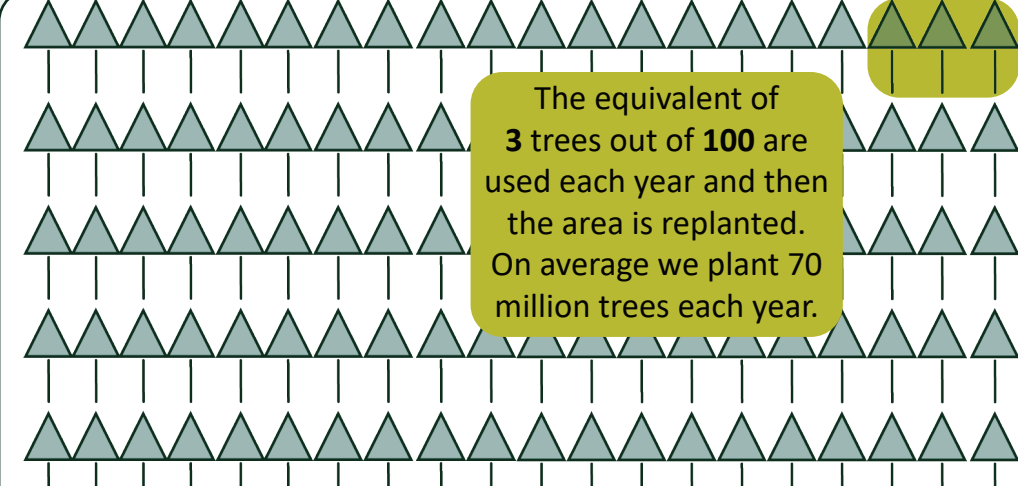 The equivalent of
3 trees out of 100 are
used each year and then
the area is replanted.
On average we plant 70
million trees each year.